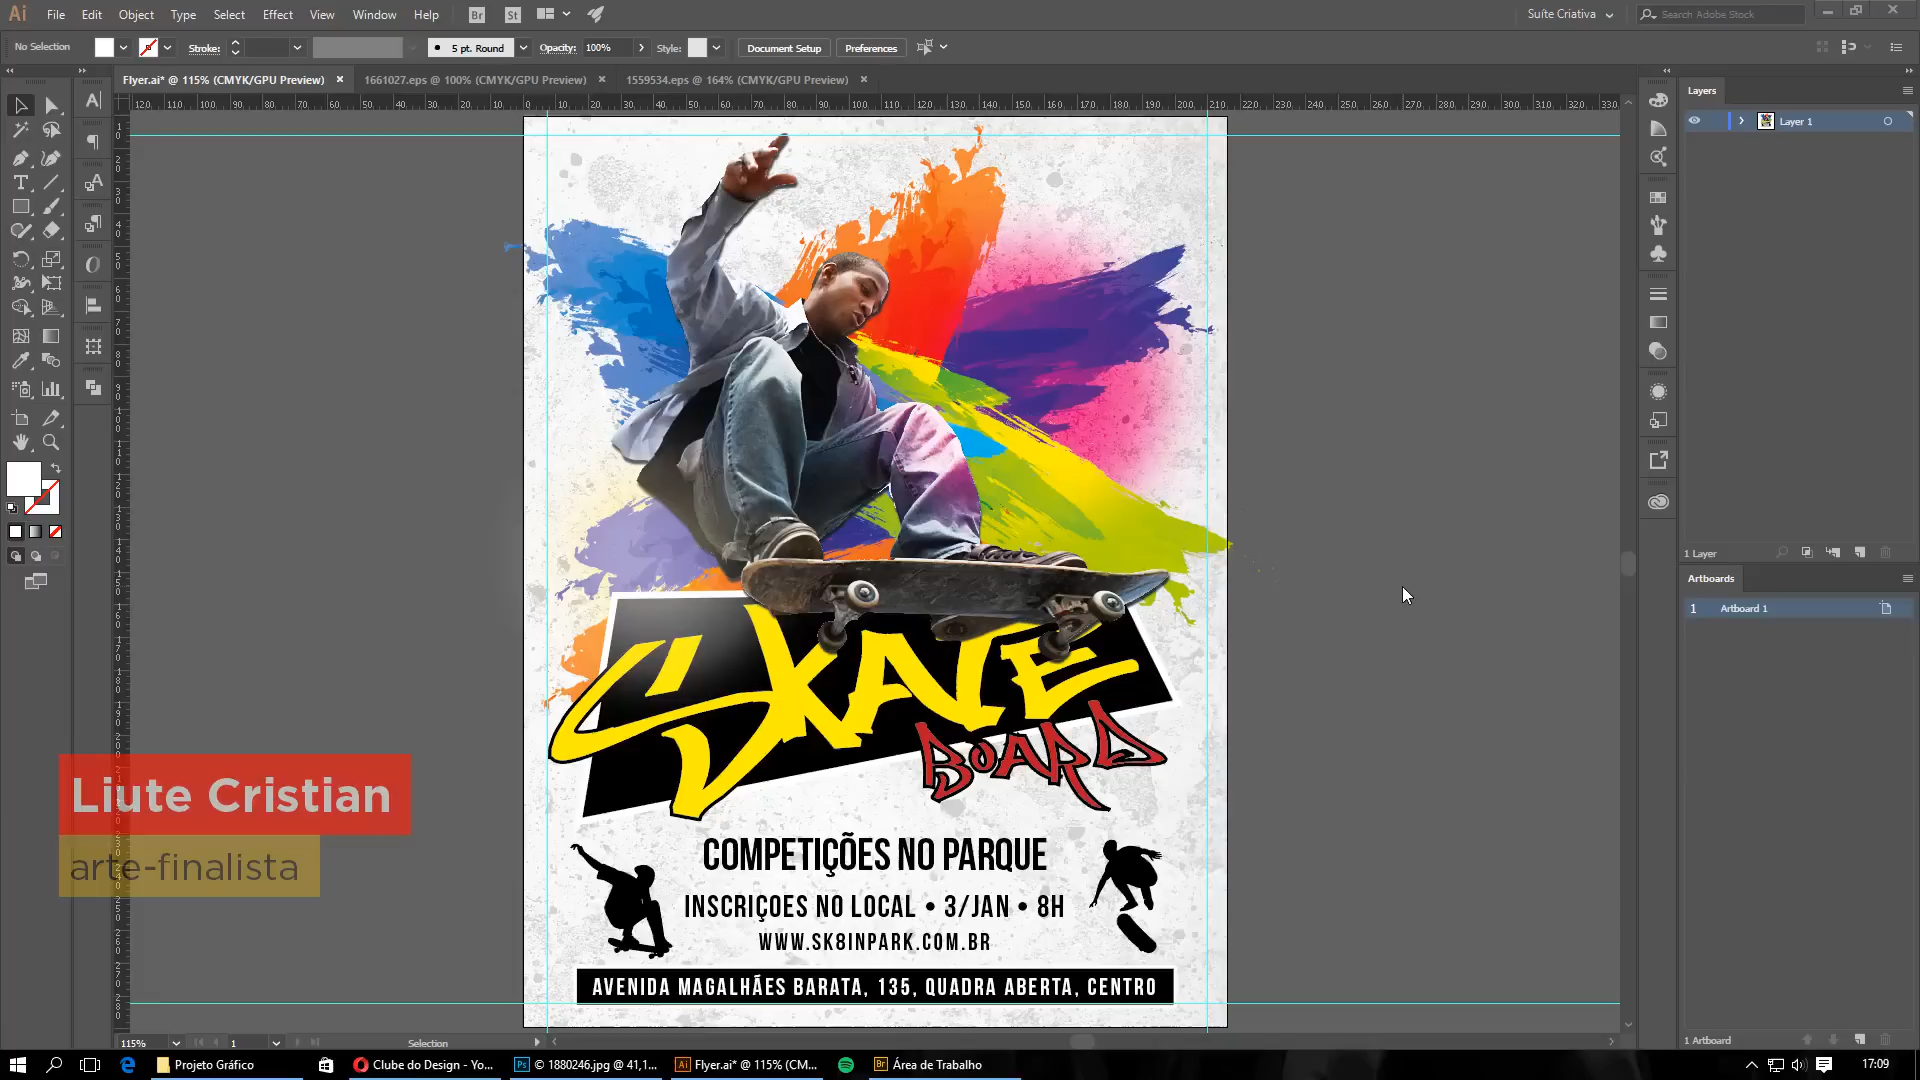 File Edit Object Type Select Effect View Window Help Br St Suíte Criativa Search Adobe Stock
No Selection Stroke: 5 pt. Round Opacity: 100% Style: Document Setup Preferences
Flyer.ai* @ 115% (CMYK/GPU Preview) 1661027.eps @ 100% (CMYK/GPU Preview) 1559534.eps @ 164% (CMYK/GPU Preview)
Layers
Layer 1
1 Layer
Artboards
1 Artboard 1
1 Artboard
SKATE
BOARD
Liute Cristian
arte-finalista
COMPETIÇÕES NO PARQUE
INSCRIÇOES NO LOCAL • 3/JAN • 8H
WWW.SK8INPARK.COM.BR
AVENIDA MAGALHÃES BARATA, 135, QUADRA ABERTA, CENTRO
115% 1 Selection
Projeto Gráfico Clube do Design - Yo... © 1880246.jpg @ 41,1... Flyer.ai* @ 115% (CM... Área de Trabalho 17:09